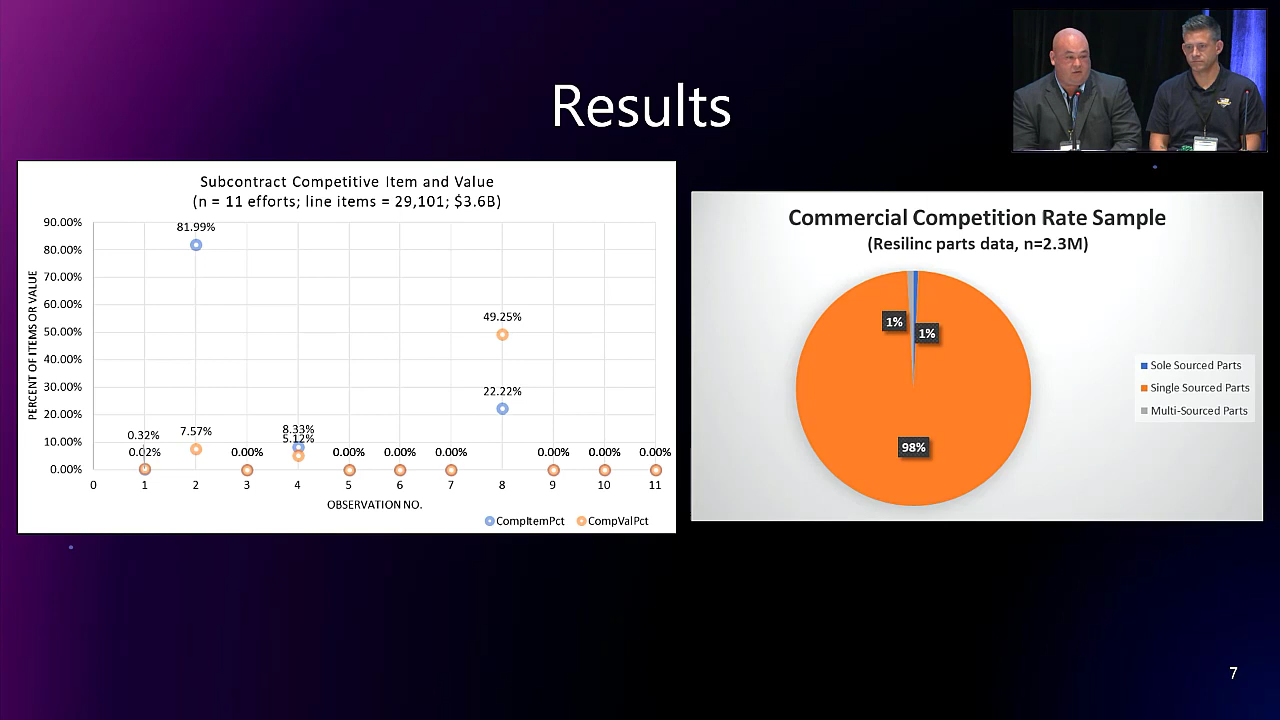 Results
Subcontract Competitive Item and Value
(n = 11 efforts; line items = 29,101; $3.6B)
PERCENT OF ITEMS OR VALUE
90.00%
80.00%
70.00%
60.00%
50.00%
40.00%
30.00%
20.00%
10.00%
0.00%
81.99%
49.25%
22.22%
0.32%
7.57%
8.33%
5.12%
0.02%
0.00%
0.00%
0.00%
0.00%
0.00%
0.00%
0.00%
0 1 2 3 4 5 6 7 8 9 10 11
OBSERVATION NO.
CompItemPct CompValPct
Commercial Competition Rate Sample
(Resilinc parts data, n=2.3M)
1%
1%
98%
Sole Sourced Parts
Single Sourced Parts
Multi-Sourced Parts
7